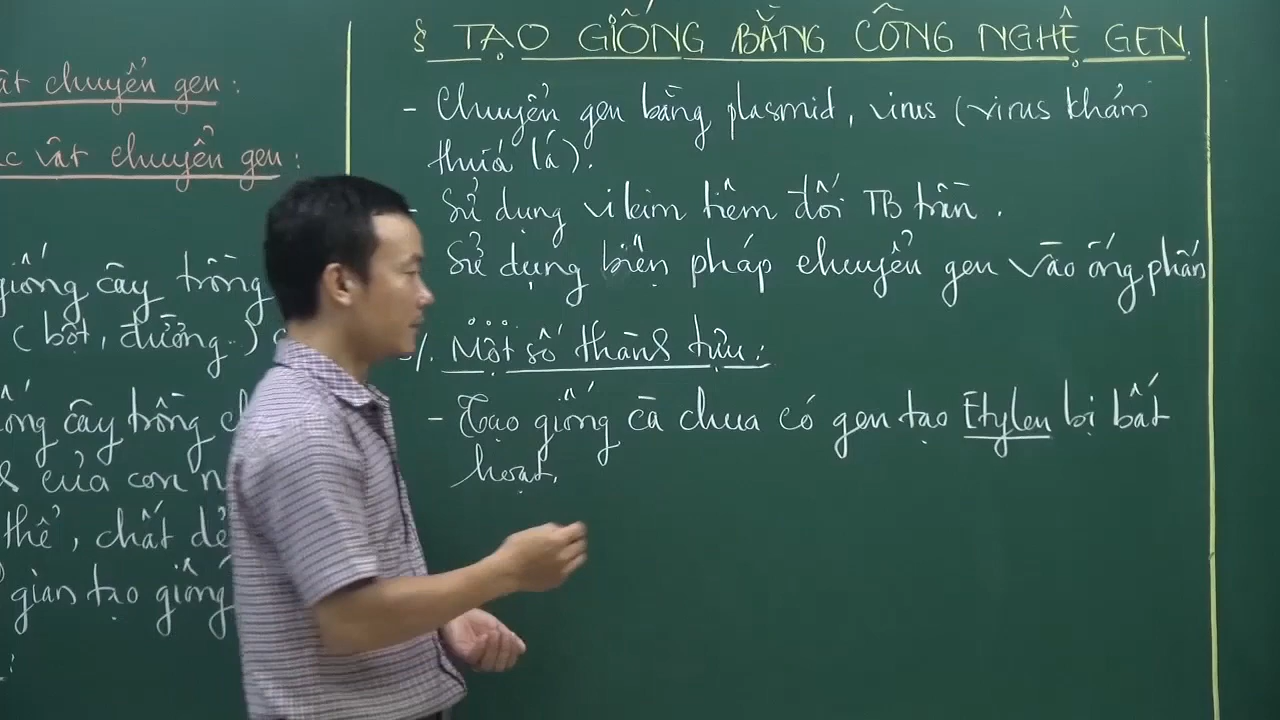 ật chuyển gen:
c vật chuyển gen:
giống cây trồng
(bột, đường..)
ống cây trồng
của con n
thể, chất dẻ
gian tạo giống
§ TẠO GIỐNG BẰNG CÔNG NGHỆ GEN
- Chuyển gen bằng plasmid, virus (virus khảm
thuốc lá).
- Sử dụng vi kim tiêm đối TB trần.
Sử dụng biện pháp chuyển gen vào ống phấn
*/. Một số thành tựu:
- Tạo giống cà chua có gen tạo Etylen bị bất
hoạt.